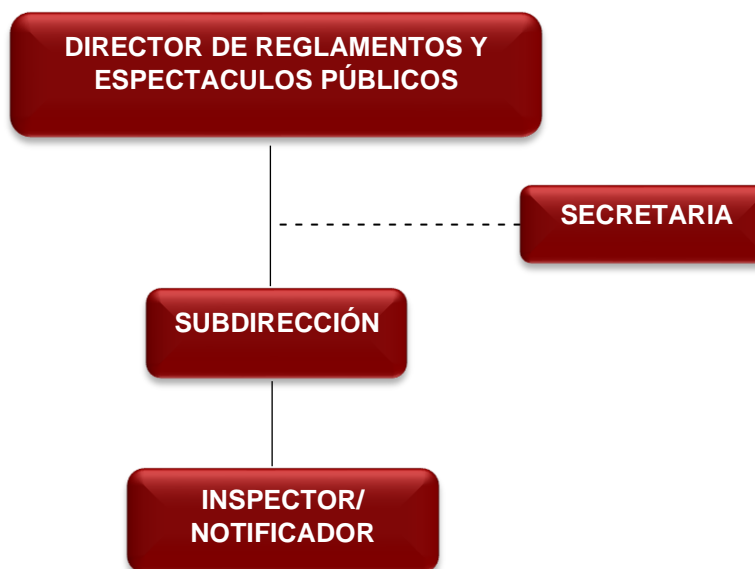 DIRECTOR DE REGLAMENTOS Y
ESPECTACULOS PÚBLICOS
SECRETARIA
SUBDIRECCIÓN
INSPECTOR/
NOTIFICADOR